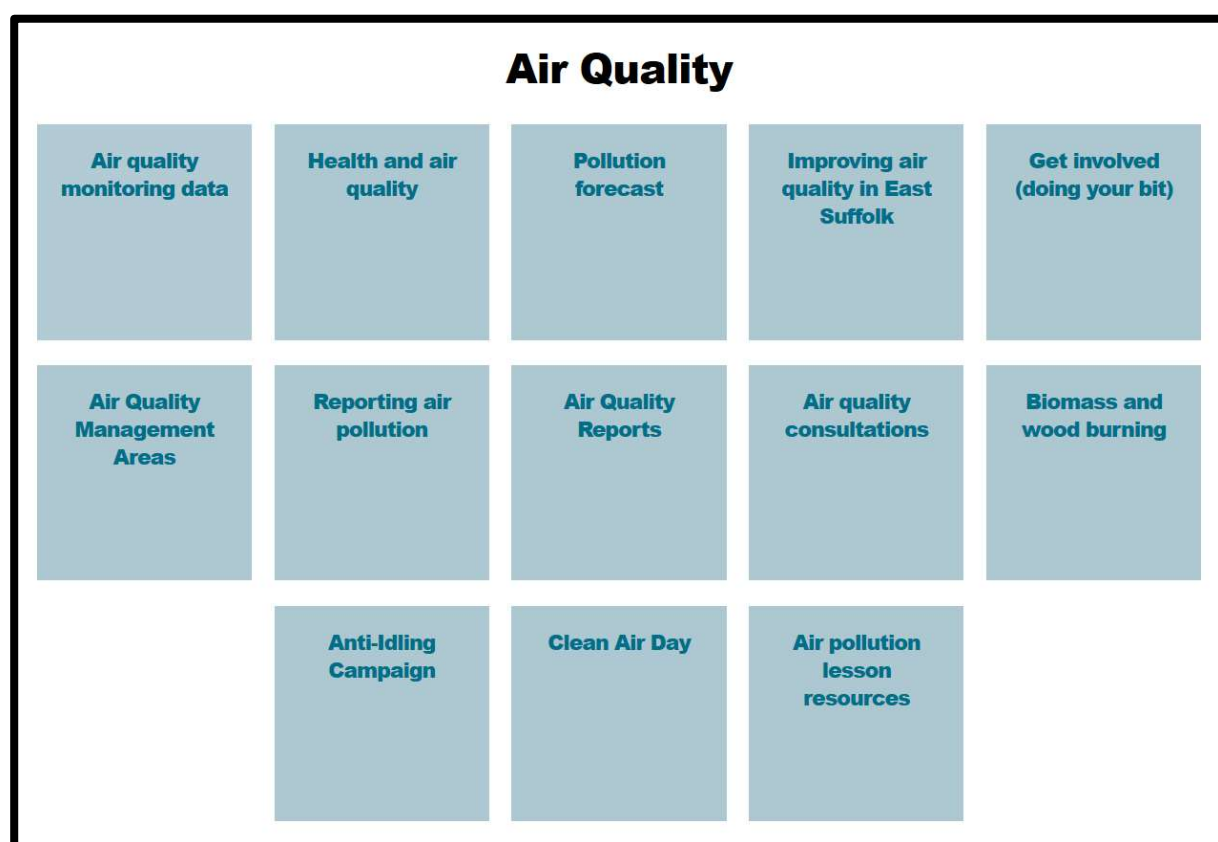 Air Quality
Air quality
monitoring data
Health and air
quality
Pollution
forecast
Improving air
quality in East
Suffolk
Get involved
(doing your bit)
Air Quality
Management
Areas
Reporting air
pollution
Air Quality
Reports
Air quality
consultations
Biomass and
wood burning
Anti-Idling
Campaign
Clean Air Day
Air pollution
lesson
resources